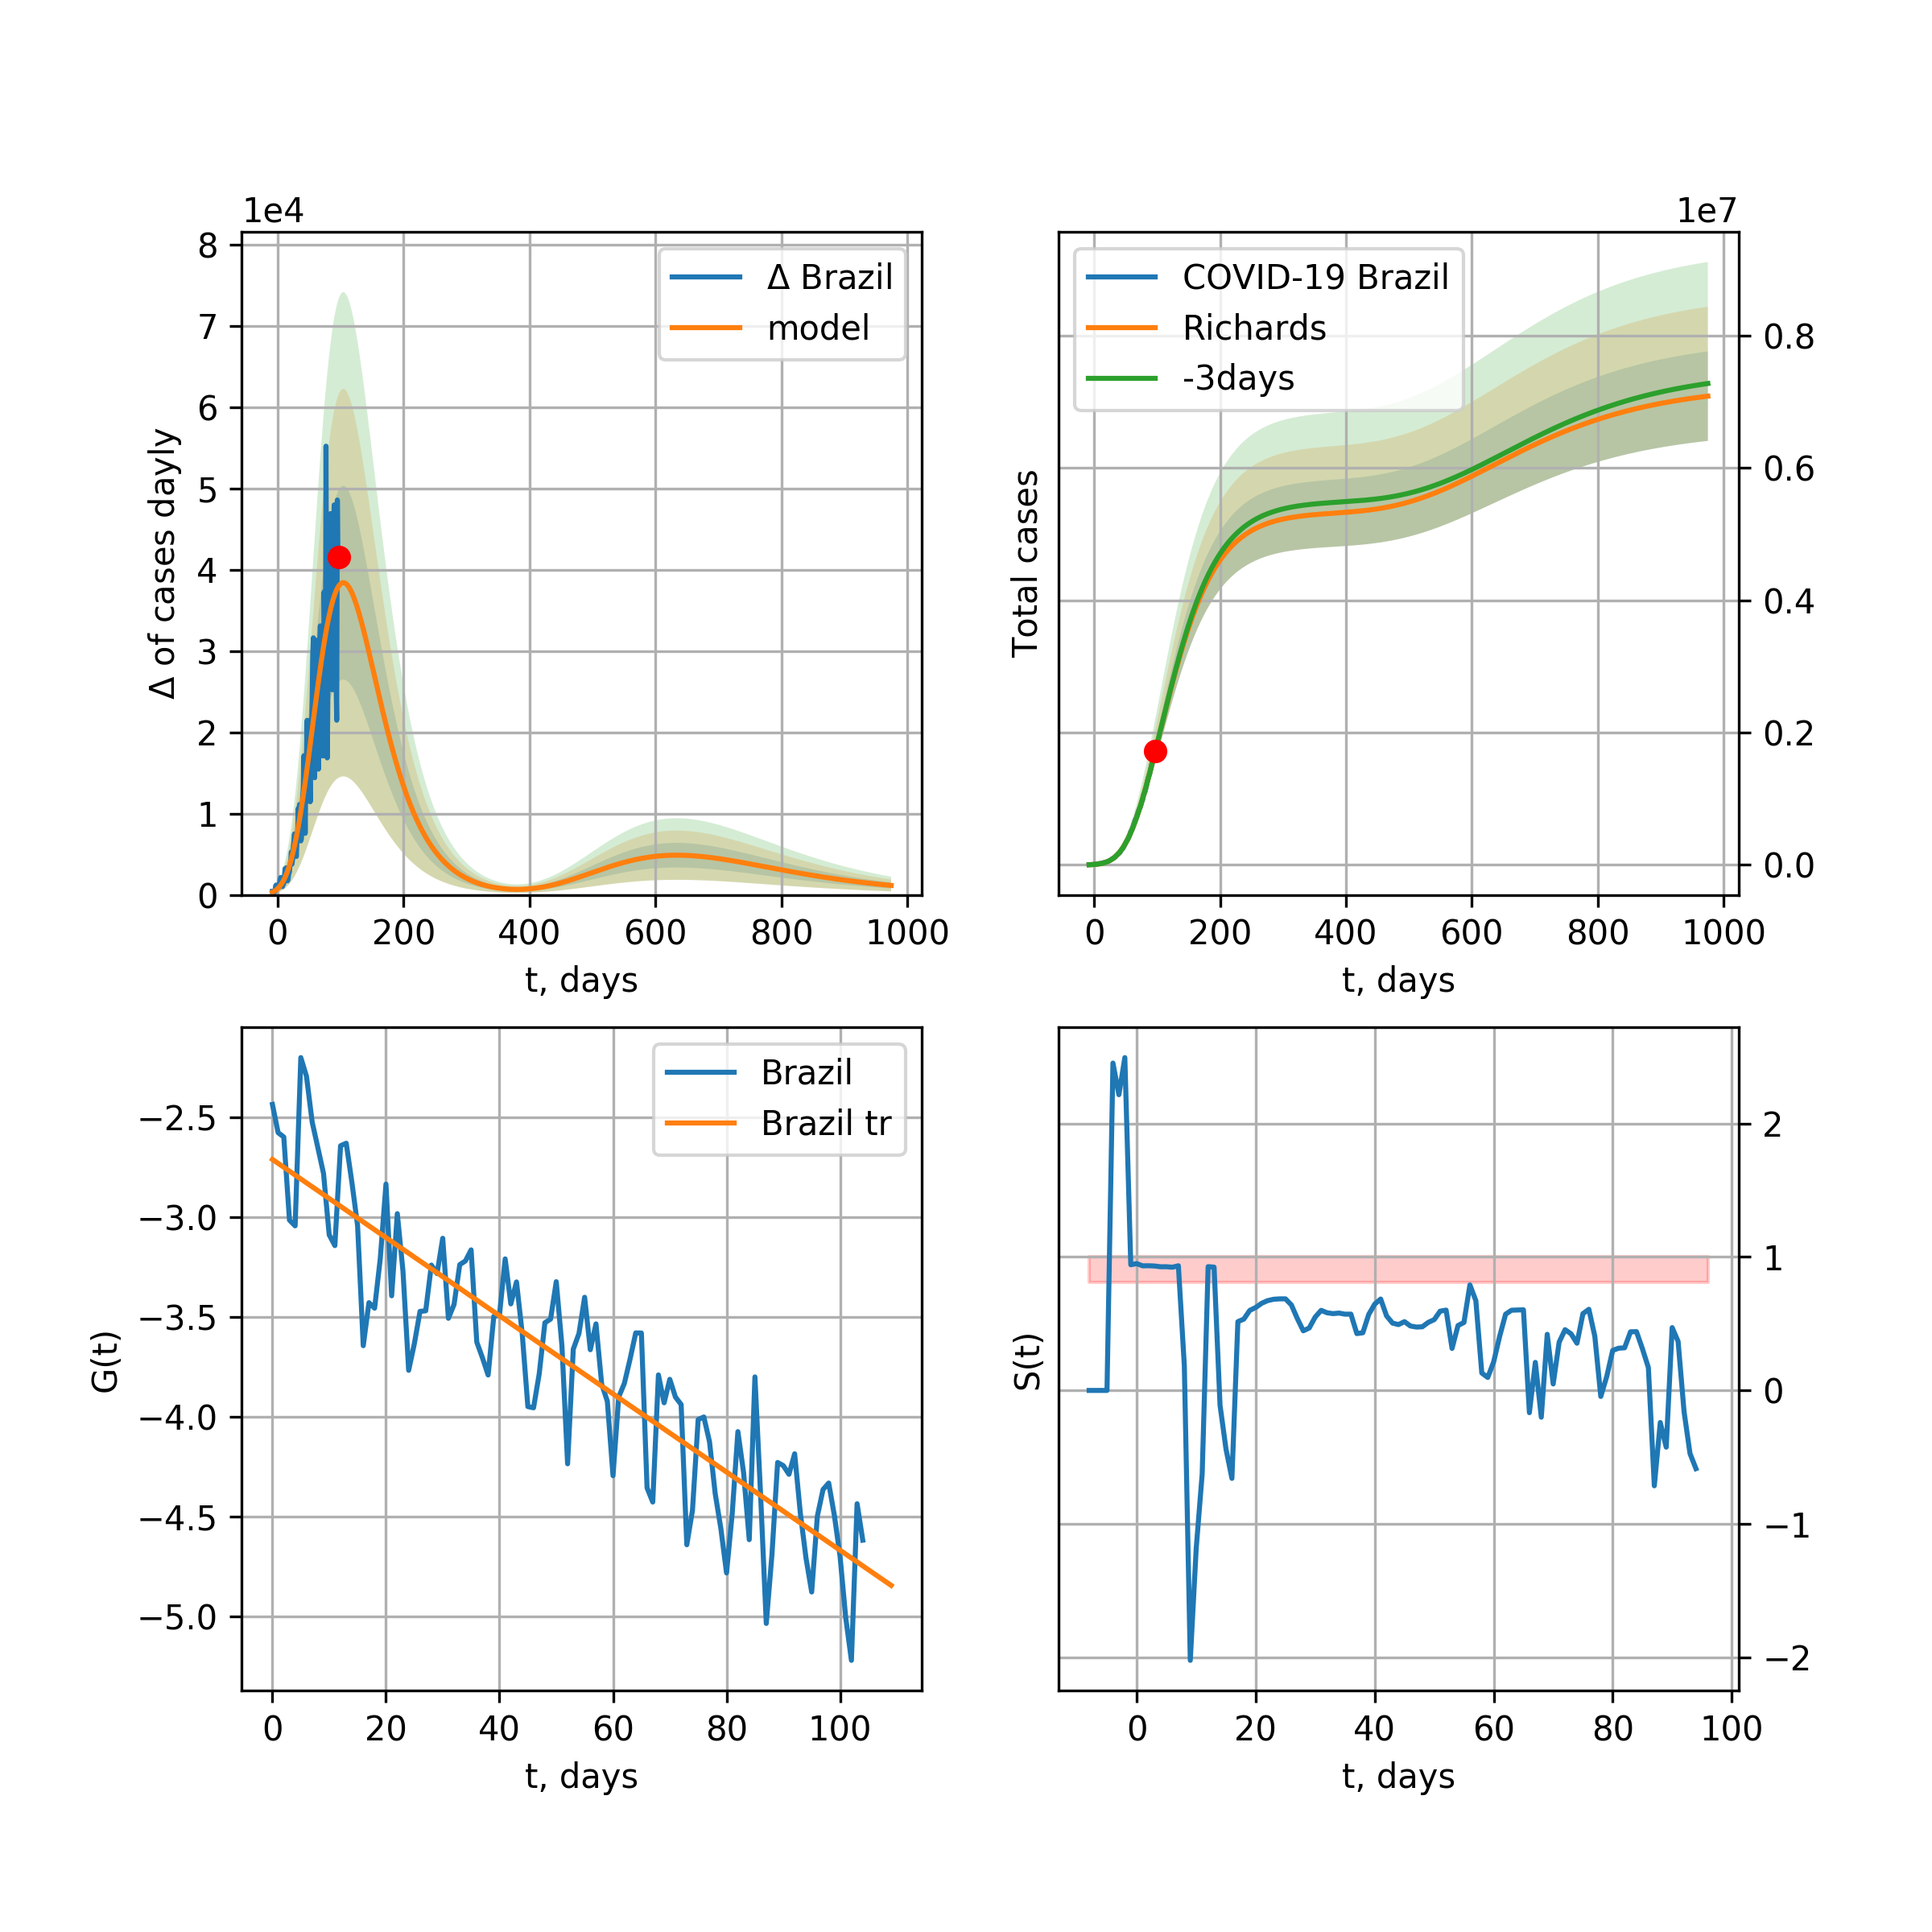 1e4
8
7
6
5
4
3
2
1
0
Δ of cases dayly
Δ Brazil
model
0 200 400 600 800 1000
t, days
1e7
COVID-19 Brazil
Richards
-3days
Total cases
0.8
0.6
0.4
0.2
0.0
0 200 400 600 800 1000
t, days
Brazil
Brazil tr
G(t)
−2.5
−3.0
−3.5
−4.0
−4.5
−5.0
0 20 40 60 80 100
t, days
S(t)
2
1
0
−1
−2
0 20 40 60 80 100
t, days